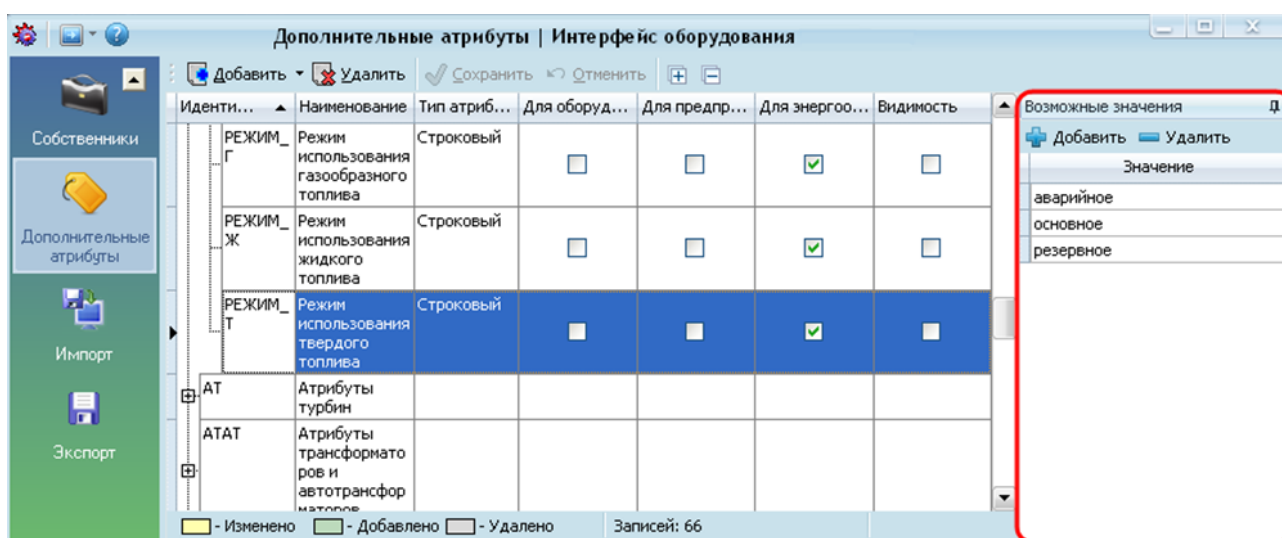 Дополнительные атрибуты | Интерфейс оборудования
Добавить Удалить Сохранить Отменить
Собственники
Дополнительные
атрибуты
Импорт
Экспорт
Иденти... Наименование Тип атриб... Для оборуд... Для предпр... Для энергоо... Видимость
РЕЖИМ_
Г
Режим
использования
газообразного
топлива
Строковый
РЕЖИМ_
Ж
Режим
использования
жидкого
топлива
Строковый
РЕЖИМ_
Т
Режим
использования
твердого
топлива
Строковый
АТ
Атрибуты
турбин
АТАТ
Атрибуты
трансформато
ров и
автотрансфор
маторов
- Изменено - Добавлено - Удалено Записей: 66
Возможные значения
Добавить Удалить
Значение
аварийное
основное
резервное